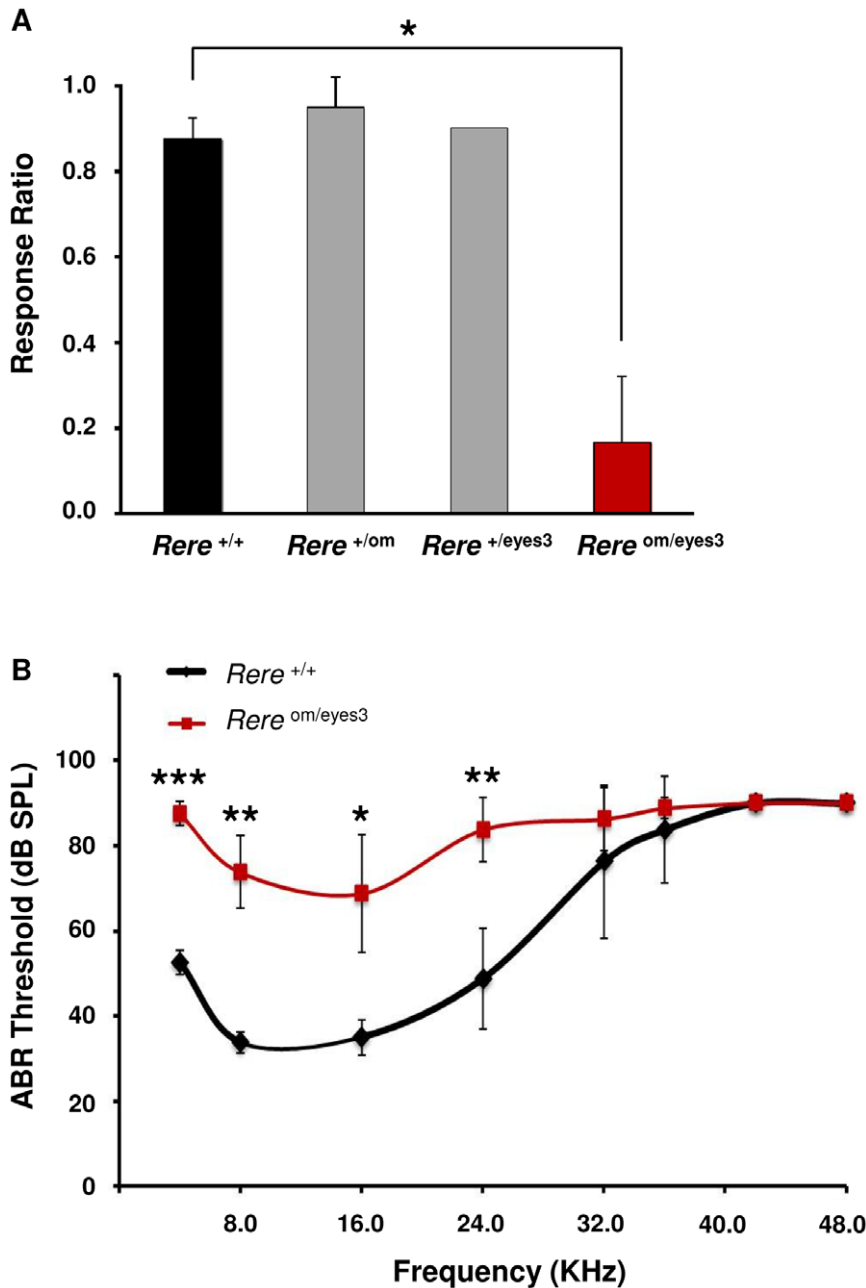 A
*
Response Ratio
1.0
0.8
0.6
0.4
0.2
0.0
Rere +/+ Rere +/om Rere +/eyes3 Rere om/eyes3
B
Rere +/+
Rere om/eyes3
*** ** * **
ABR Threshold (dB SPL)
100
80
60
40
20
0
8.0 16.0 24.0 32.0 40.0 48.0
Frequency (KHz)